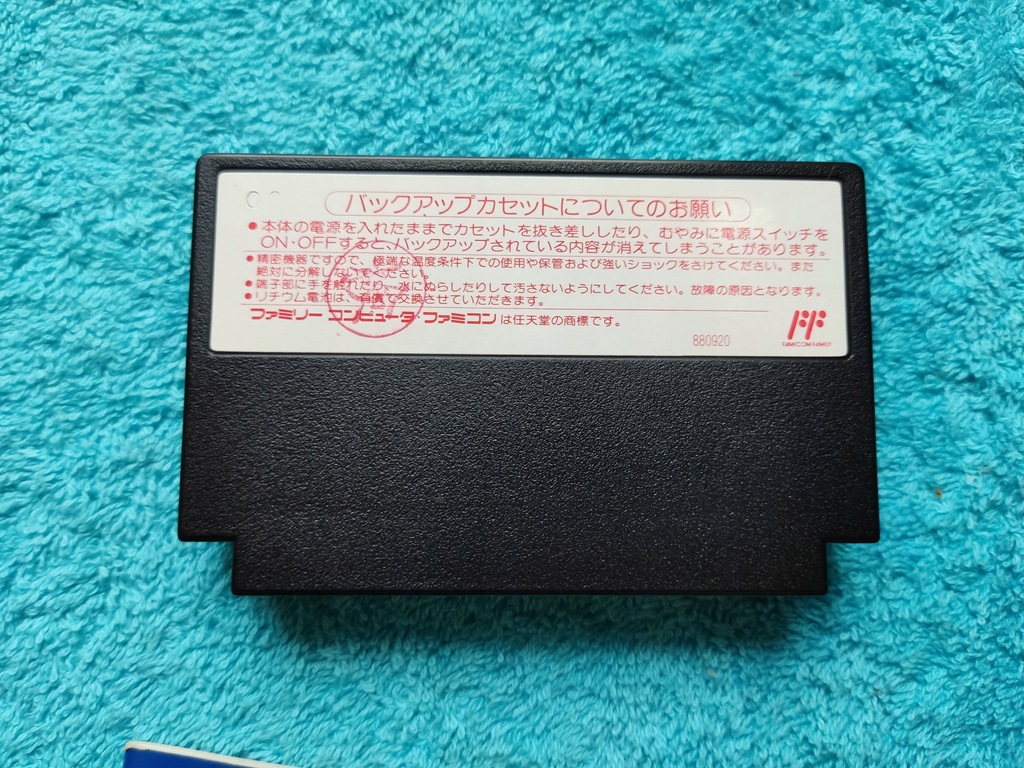 バックアップカセットについてのお願い
●本体の電源を入れたままでカセットを抜き差ししたり、むやみに電源スイッチを
ON・OFFすると、バックアップされている内容が消えてしまうことがあります。
●精密機器ですので、極端な温度条件下での使用や保管および強いショックをさけてください。また
絶対に分解しないでください。
●端子部に手を触れたり、水にぬらしたりして汚さないようにしてください。故障の原因となります。
●リチウム電池は、有償で交換させていただきます。
ファミリーコンピュータ・ファミコンは任天堂の商標です。
880920
FAMICOM FAMILY